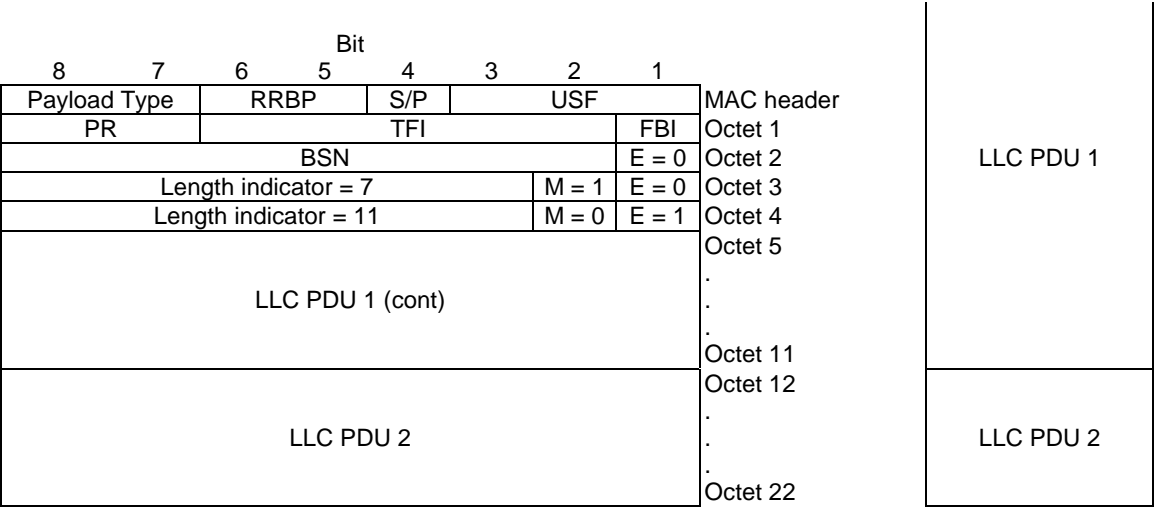 Bit
8 7 6 5 4 3 2 1
Payload Type RRBP S/P USF MAC header
PR TFI FBI Octet 1
BSN E = 0 Octet 2 LLC PDU 1
Length indicator = 7 M = 1 E = 0 Octet 3
Length indicator = 11 M = 0 E = 1 Octet 4
Octet 5
.
LLC PDU 1 (cont) .
.
Octet 11
Octet 12
.
LLC PDU 2 . LLC PDU 2
.
Octet 22